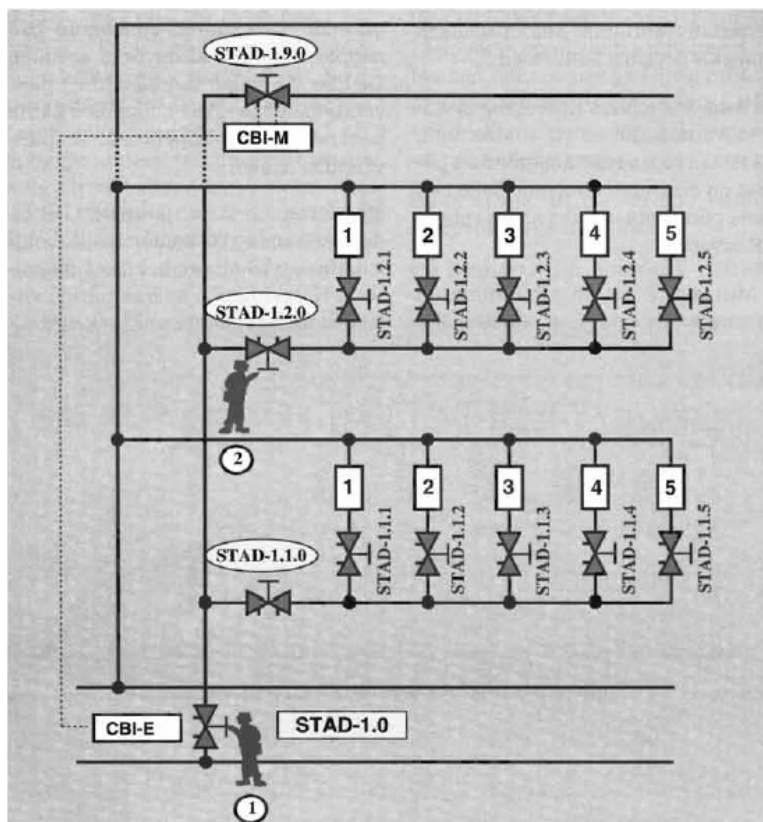 STAD-1.9.0
CBI-M
1 2 3 4 5
STAD-1.2.1
STAD-1.2.2
STAD-1.2.3
STAD-1.2.4
STAD-1.2.5
STAD-1.2.0
2
1 2 3 4 5
STAD-1.1.1
STAD-1.1.2
STAD-1.1.3
STAD-1.1.4
STAD-1.1.5
STAD-1.1.0
CBI-E
STAD-1.0
1